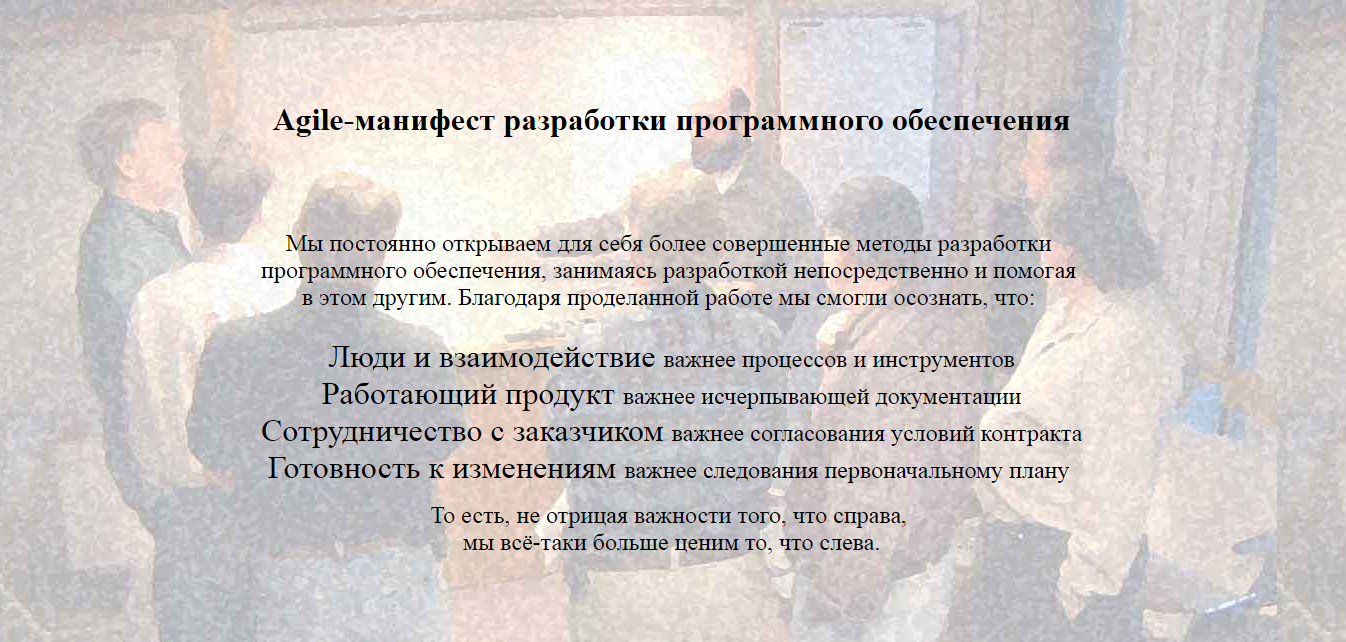 Agile-манифест разработки программного обеспечения
Мы постоянно открываем для себя более совершенные методы разработки
программного обеспечения, занимаясь разработкой непосредственно и помогая
в этом другим. Благодаря проделанной работе мы смогли осознать, что:
Люди и взаимодействие важнее процессов и инструментов
Работающий продукт важнее исчерпывающей документации
Сотрудничество с заказчиком важнее согласования условий контракта
Готовность к изменениям важнее следования первоначальному плану
То есть, не отрицая важности того, что справа,
мы всё-таки больше ценим то, что слева.